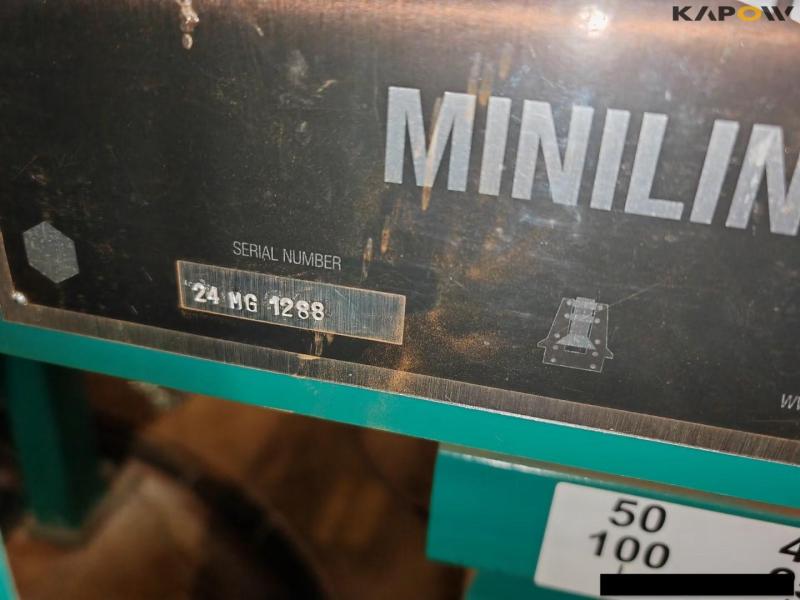 KAPOW
MINILIN
SERIAL NUMBER
24 MG 1288
50
100